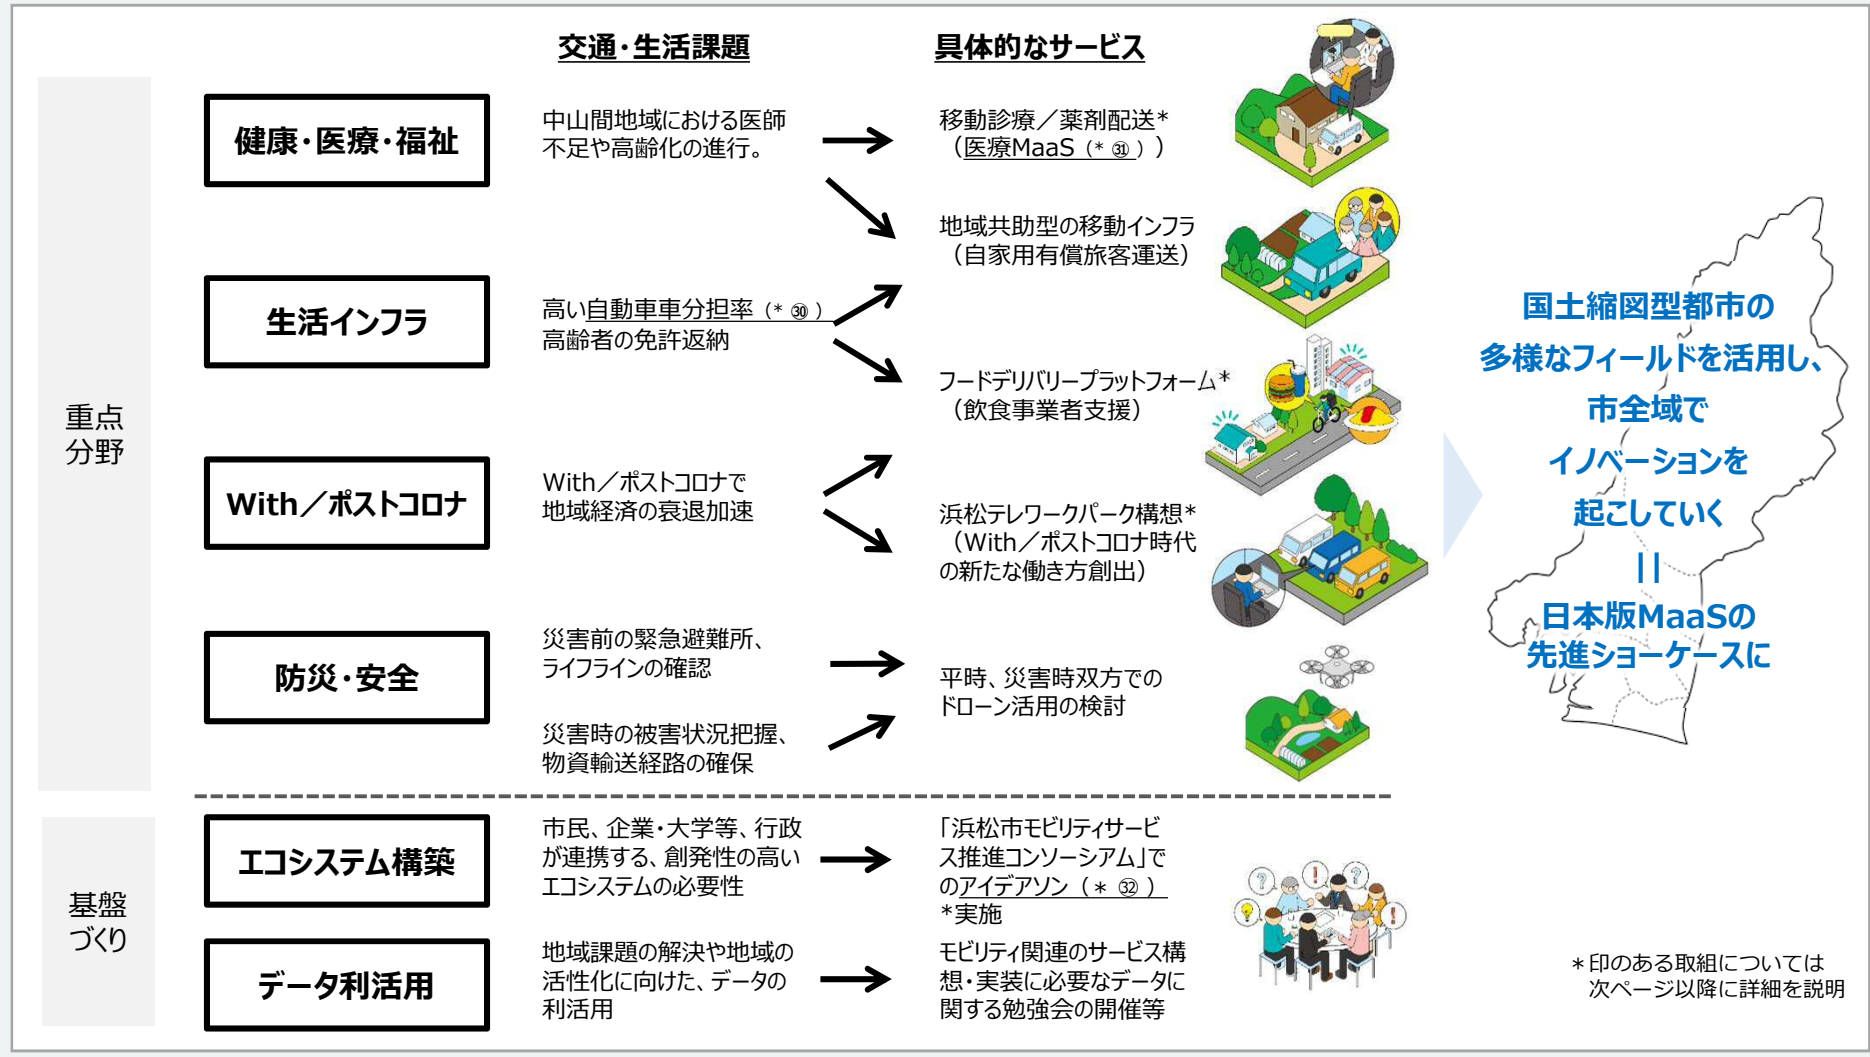 交通・生活課題
具体的なサービス
重点
分野
健康・医療・福祉
中山間地域における医師
不足や高齢化の進行。
移動診療／薬剤配送*
（医療MaaS（* ㉛ ））
地域共助型の移動インフラ
（自家用有償旅客運送）
生活インフラ
高い自動車車分担率（* ㉚ ）
高齢者の免許返納
フードデリバリープラットフォーム*
（飲食事業者支援）
With／ポストコロナ
With／ポストコロナで
地域経済の衰退加速
浜松テレワークパーク構想*
（With／ポストコロナ時代
の新たな働き方創出）
防災・安全
災害前の緊急避難所、
ライフラインの確認
災害時の被害状況把握、
物資輸送経路の確保
平時、災害時双方での
ドローン活用の検討
基盤
づくり
エコシステム構築
市民、企業・大学等、行政
が連携する、創発性の高い
エコシステムの必要性
「浜松市モビリティサービ
ス推進コンソーシアム」で
のアイデアソン（ * ㉜ ）
*実施
データ利活用
地域課題の解決や地域の
活性化に向けた、データの
利活用
モビリティ関連のサービス構
想・実装に必要なデータに
関する勉強会の開催等
国土縮図型都市の
多様なフィールドを活用し、
市全域で
イノベーションを
起こしていく
||
日本版MaaSの
先進ショーケースに
*印のある取組については
次ページ以降に詳細を説明